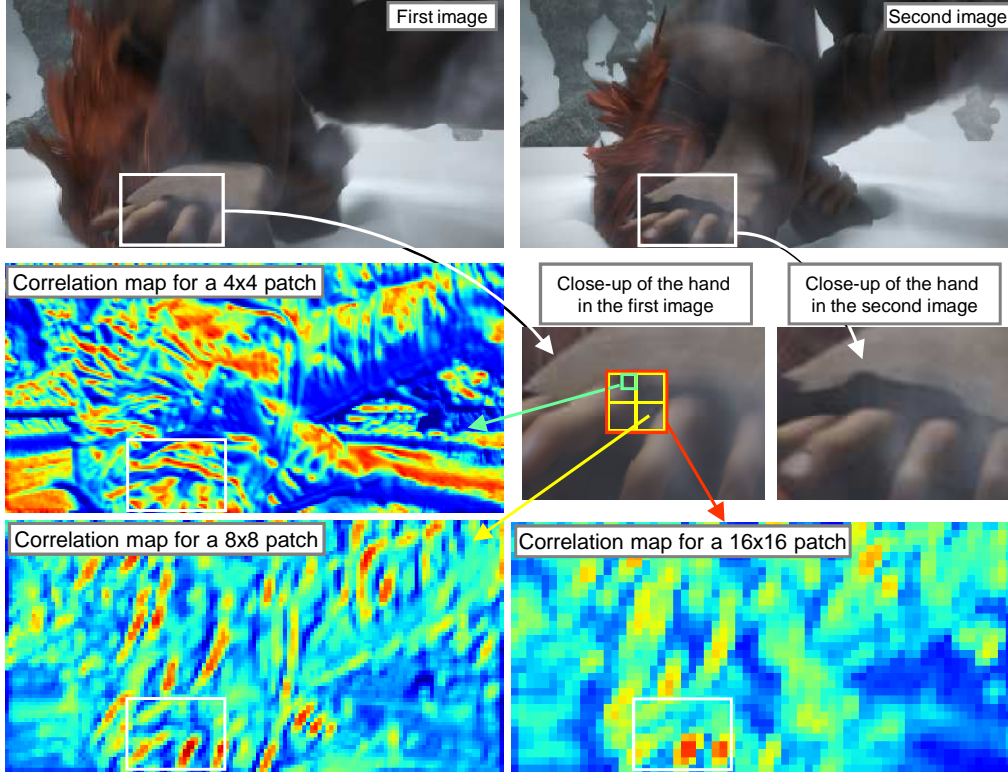 First image
Second image
Correlation map for a 4x4 patch
Close-up of the hand
in the first image
Close-up of the hand
in the second image
Correlation map for a 8x8 patch
Correlation map for a 16x16 patch